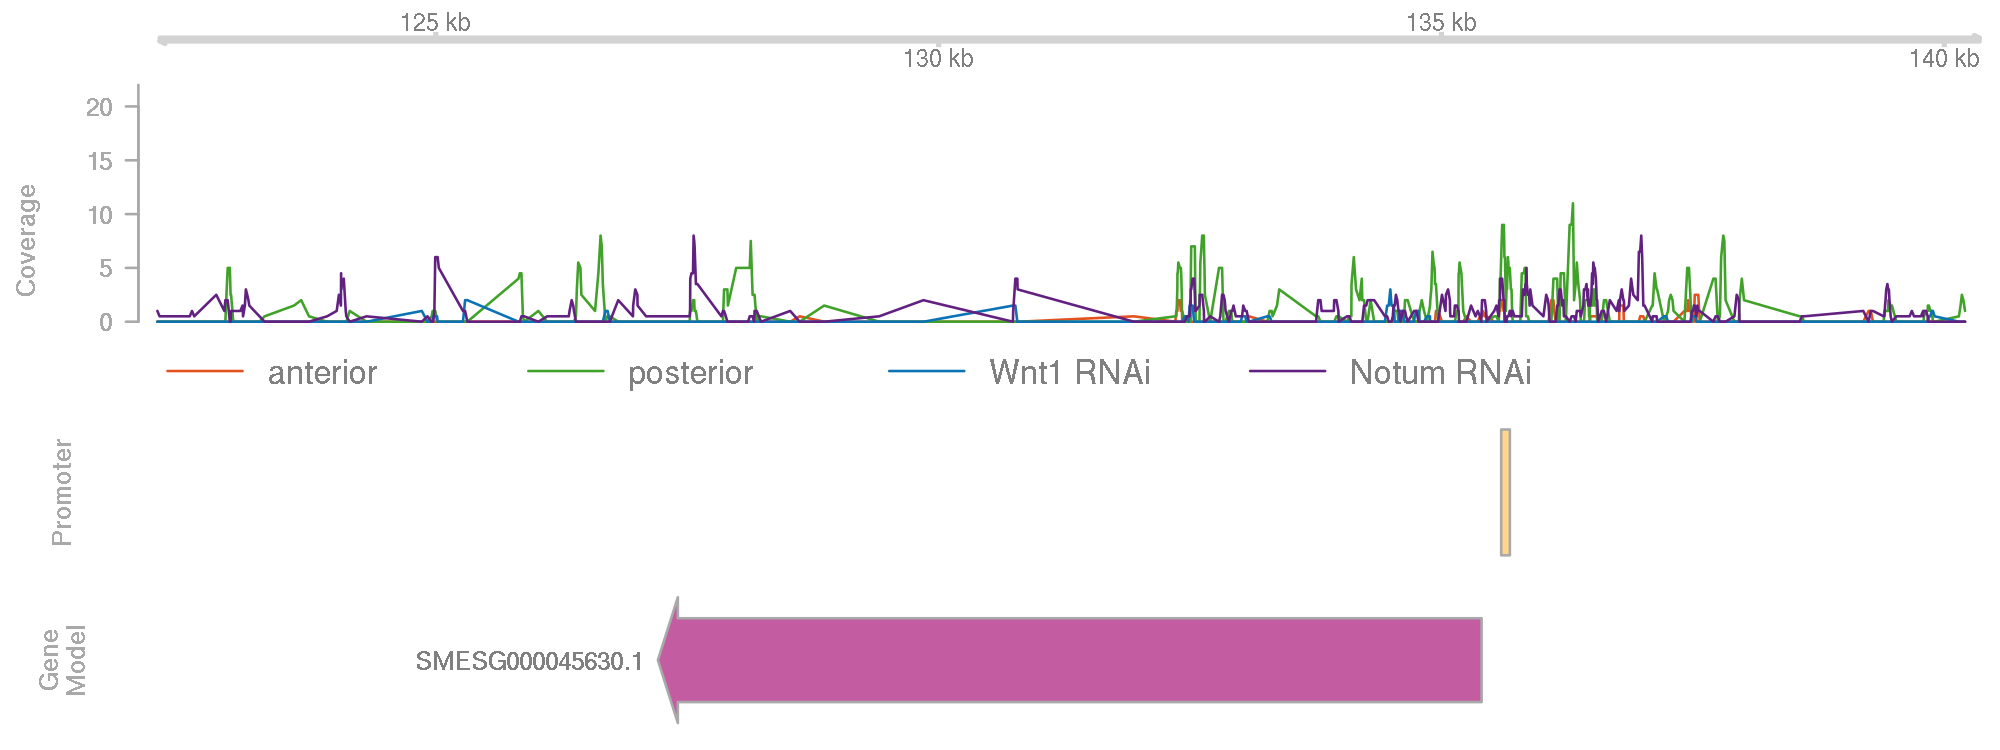 125 kb
135 kb
130 kb
140 kb
Coverage
20
15
10
5
0
anterior
posterior
Wnt1 RNAi
Notum RNAi
Promoter
Gene
Model
SMESG000045630.1